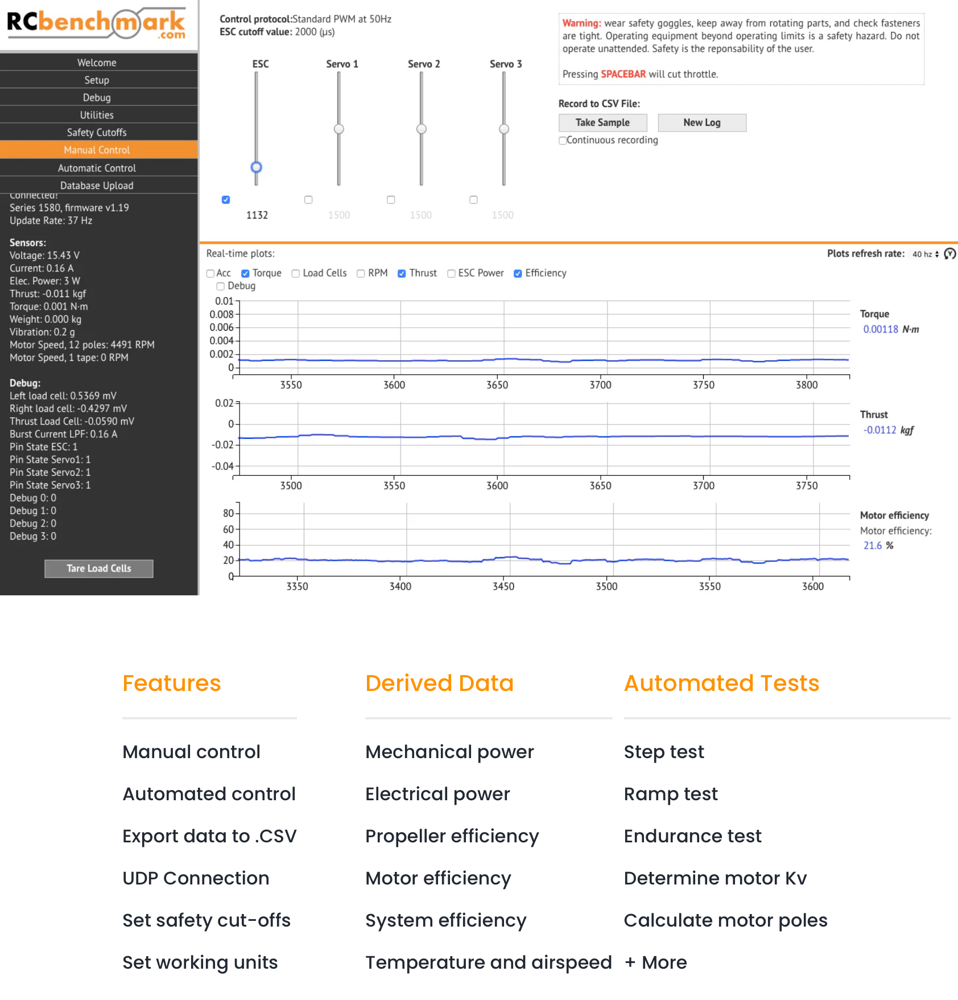 RCbenchmark
.com
Welcome
Setup
Debug
Utilities
Safety Cutoffs
Manual Control
Automatic Control
Database Upload
Connected!
Series 1580, firmware v1.19
Update Rate: 37 Hz
Sensors:
Voltage: 15.43 V
Current: 0.16 A
Elec. Power: 3 W
Thrust: -0.011 kgf
Torque: 0.001 N·m
Weight: 0.000 kg
Vibration: 0.2 g
Motor Speed, 12 poles: 4491 RPM
Motor Speed, 1 tape: 0 RPM
Debug:
Left load cell: 0.5369 mV
Right load cell: -0.4297 mV
Thrust Load Cell: -0.0590 mV
Burst Current LPF: 0.16 A
Pin State ESC: 1
Pin State Servo1: 1
Pin State Servo2: 1
Pin State Servo3: 1
Debug 0: 0
Debug 1: 0
Debug 2: 0
Debug 3: 0
Tare Load Cells
Control protocol:Standard PWM at 50Hz
ESC cutoff value: 2000 (µs)
ESC Servo 1 Servo 2 Servo 3
1132 1500 1500 1500
Warning: wear safety goggles, keep away from rotating parts, and check fasteners
are tight. Operating equipment beyond operating limits is a safety hazard. Do not
operate unattended. Safety is the reponsability of the user.
Pressing SPACEBAR will cut throttle.
Record to CSV File:
Take Sample New Log
Continuous recording
Real-time plots:
Plots refresh rate: 40 hz
Acc Torque Load Cells RPM Thrust ESC Power Efficiency
Debug
0.01
0.008
0.006
0.004
0.002
0
3550 3600 3650 3700 3750 3800
Torque
0.00118 N·m
0.02
0
-0.02
-0.04
3500 3550 3600 3650 3700 3750
Thrust
-0.0112 kgf
80
60
40
20
0
3350 3400 3450 3500 3550 3600
Motor efficiency
Motor efficiency:
21.6 %
Features
Manual control
Automated control
Export data to .CSV
UDP Connection
Set safety cut-offs
Set working units
Derived Data
Mechanical power
Electrical power
Propeller efficiency
Motor efficiency
System efficiency
Temperature and airspeed
Automated Tests
Step test
Ramp test
Endurance test
Determine motor Kv
Calculate motor poles
+ More